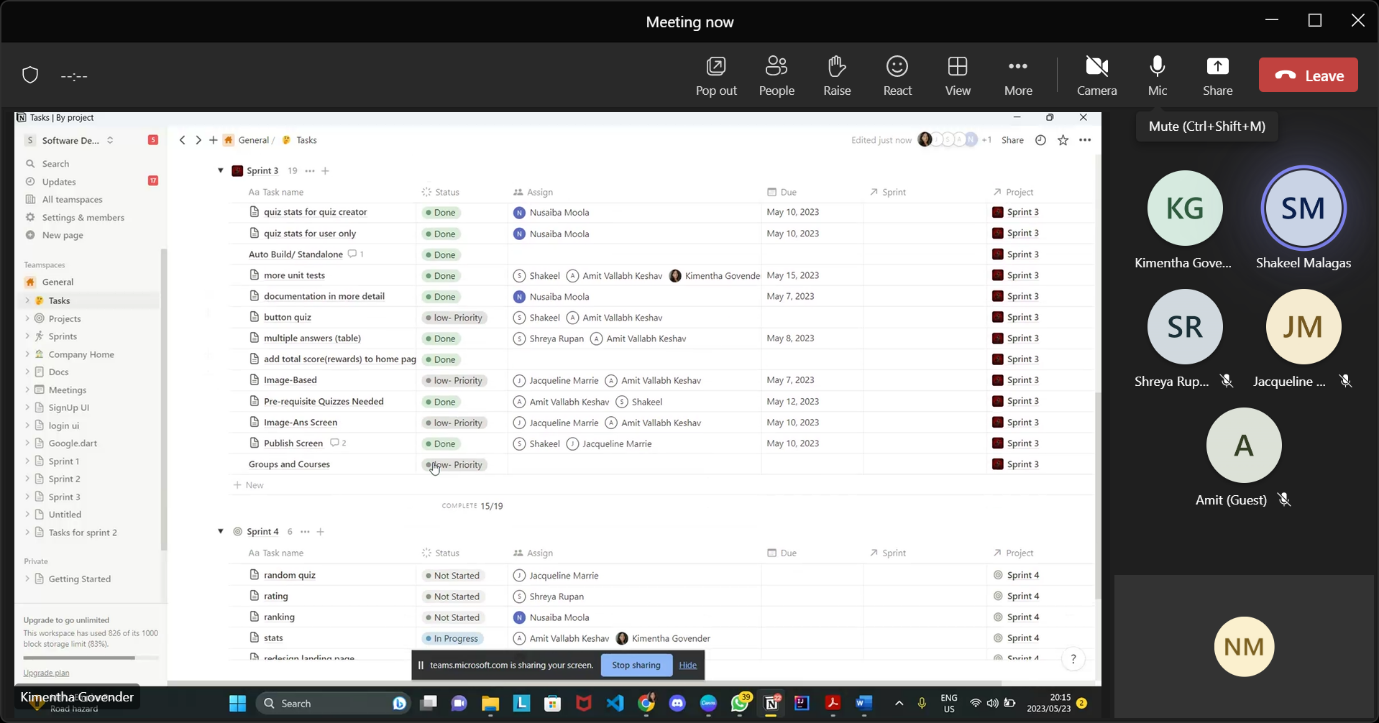 Meeting now
--:--
Pop out People Raise React View More Camera Mic Share Leave
Mute (Ctrl+Shift+M)
Tasks | By project
S Software De... 5
Search
Updates 17
All teamspaces
Settings & members
New page
Teamspaces
General
Tasks
Projects
Sprints
Company Home
Docs
Meetings
SignUp UI
login ui
Google.dart
Sprint 1
Sprint 2
Sprint 3
Untitled
Tasks for sprint 2
Private
Getting Started
Upgrade to go unlimited
This workspace has used 826 of its 1000
block storage limit (83%).
Upgrade plan
General / Tasks
Edited just now S A N +1 Share
Sprint 3 19
Aa Task name Status Assign Due Sprint Project
quiz stats for quiz creator Done N Nusaiba Moola May 10, 2023 Sprint 3
quiz stats for user only Done N Nusaiba Moola May 10, 2023 Sprint 3
Auto Build/ Standalone 1 Done Sprint 3
more unit tests Done S Shakeel A Amit Vallabh Keshav Kimentha Govende May 15, 2023 Sprint 3
documentation in more detail Done N Nusaiba Moola May 7, 2023 Sprint 3
button quiz low- Priority S Shakeel A Amit Vallabh Keshav Sprint 3
multiple answers (table) Done S Shreya Rupan A Amit Vallabh Keshav May 8, 2023 Sprint 3
add total score(rewards) to home pag Done Sprint 3
Image-Based low- Priority J Jacqueline Marrie A Amit Vallabh Keshav May 7, 2023 Sprint 3
Pre-requisite Quizzes Needed Done A Amit Vallabh Keshav S Shakeel May 12, 2023 Sprint 3
Image-Ans Screen low- Priority J Jacqueline Marrie A Amit Vallabh Keshav May 10, 2023 Sprint 3
Publish Screen 2 Done S Shakeel J Jacqueline Marrie May 10, 2023 Sprint 3
Groups and Courses low- Priority Sprint 3
+ New
COMPLETE 15/19
Sprint 4 6
Aa Task name Status Assign Due Sprint Project
random quiz Not Started J Jacqueline Marrie Sprint 4
rating Not Started S Shreya Rupan Sprint 4
ranking Not Started N Nusaiba Moola Sprint 4
stats In Progress A Amit Vallabh Keshav Kimentha Govender Sprint 4
redesign landing page Sprint 4
teams.microsoft.com is sharing your screen. Stop sharing Hide
?
Kimentha Govender
Road hazard
Search
39
22
ENG
US
20:15
2023/05/23
2
KG
Kimentha Gove...
SM
Shakeel Malagas
SR
Shreya Rup...
JM
Jacqueline ...
A
Amit (Guest)
NM